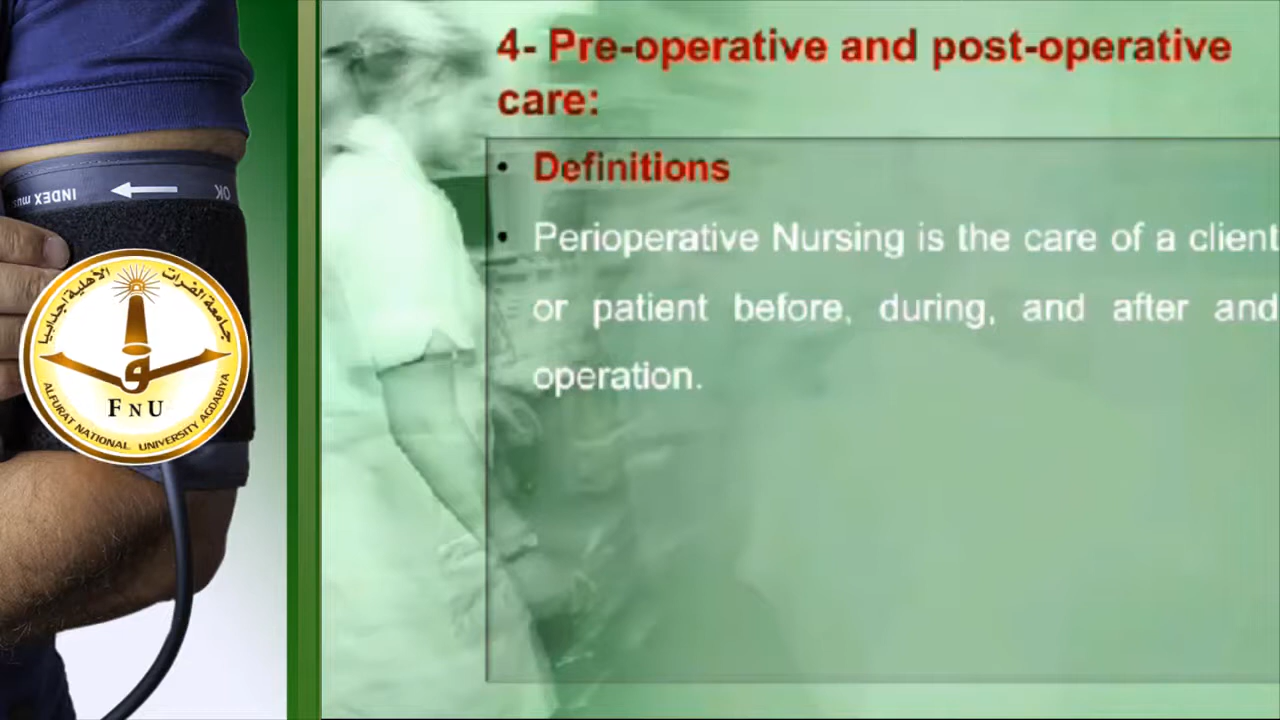 4- Pre-operative and post-operative
care:
• Definitions
• Perioperative Nursing is the care of a client
or patient before, during, and after and
operation.
INDEX
OK
جامعة الفرات الاهلية اجدابيا
FNU
ALFURAT NATIONAL UNIVERSITY AGDABIYA